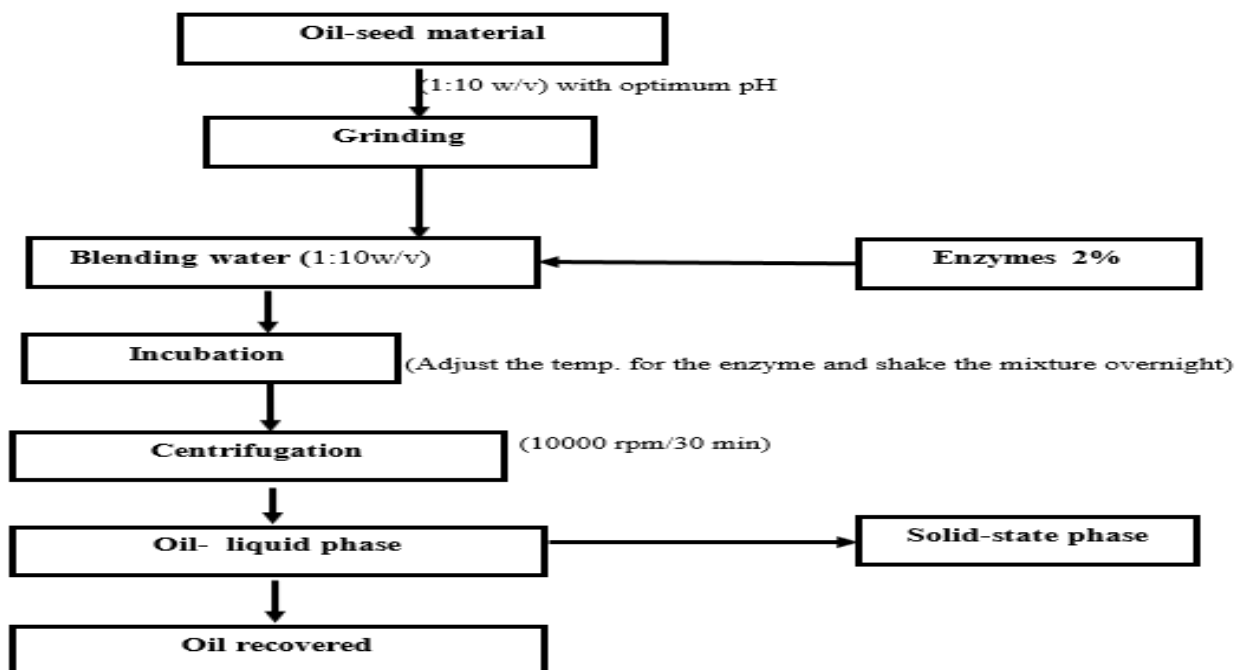 Oil-seed material
(1:10 w/v) with optimum pH
Grinding
Blending water (1:10w/v)
Enzymes 2%
Incubation
(Adjust the temp. for the enzyme and shake the mixture overnight)
Centrifugation
(10000 rpm/30 min)
Oil- liquid phase
Solid-state phase
Oil recovered